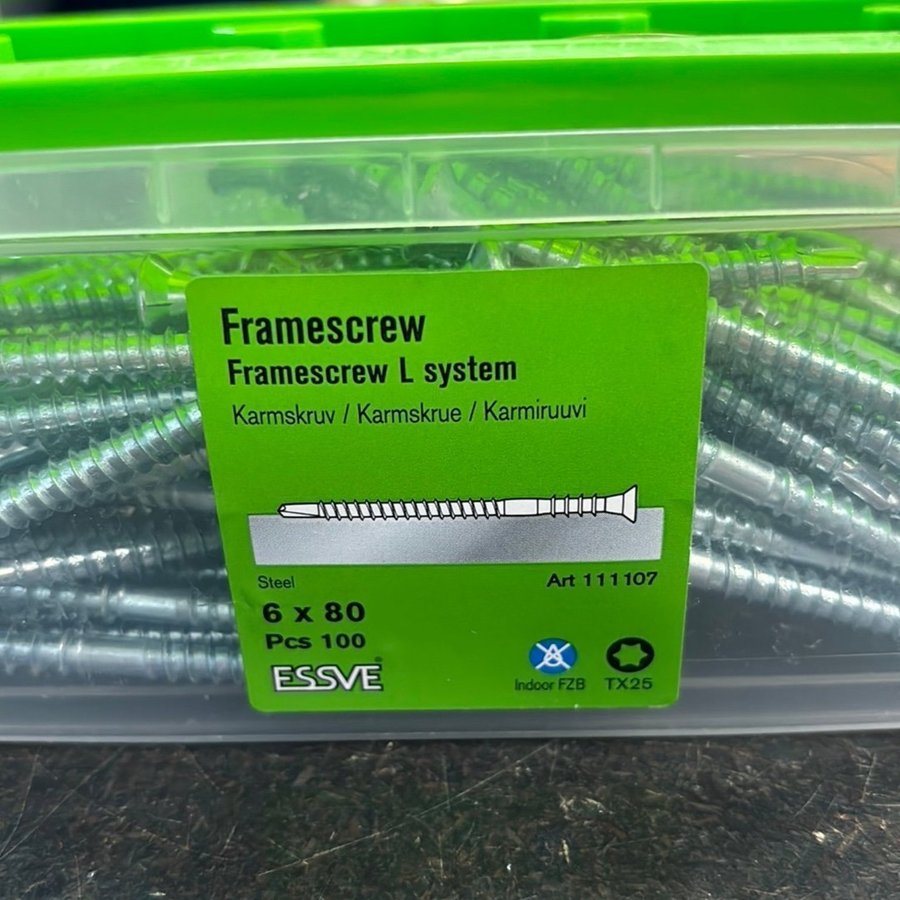 Framescrew
Framescrew L system
Karmskruv / Karmskrue / Karmiruuvi
Steel
Art 111107
6 x 80
Pcs 100
ESSVE®
Indoor FZB
TX25